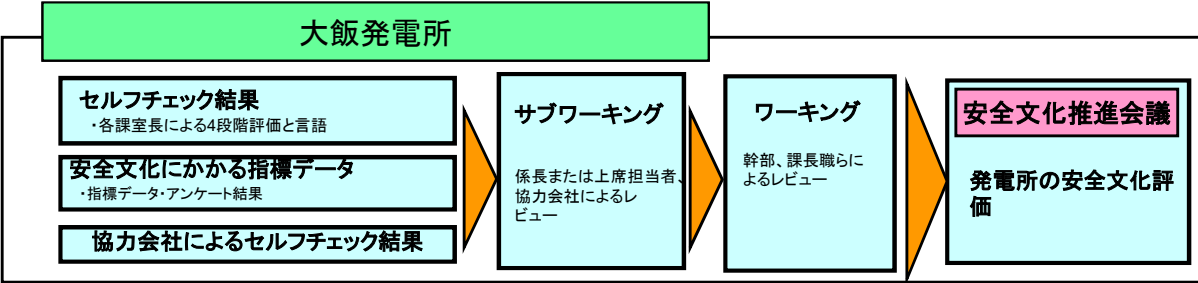 大飯発電所
セルフチェック結果
・各課室長による4段階評価と言語
安全文化にかかる指標データ
・指標データ・アンケート結果
協力会社によるセルフチェック結果
サブワーキング
係長または上席担当者、
協力会社によるレ
ビュー
ワーキング
幹部、課長職らに
よるレビュー
安全文化推進会議
発電所の安全文化評
価